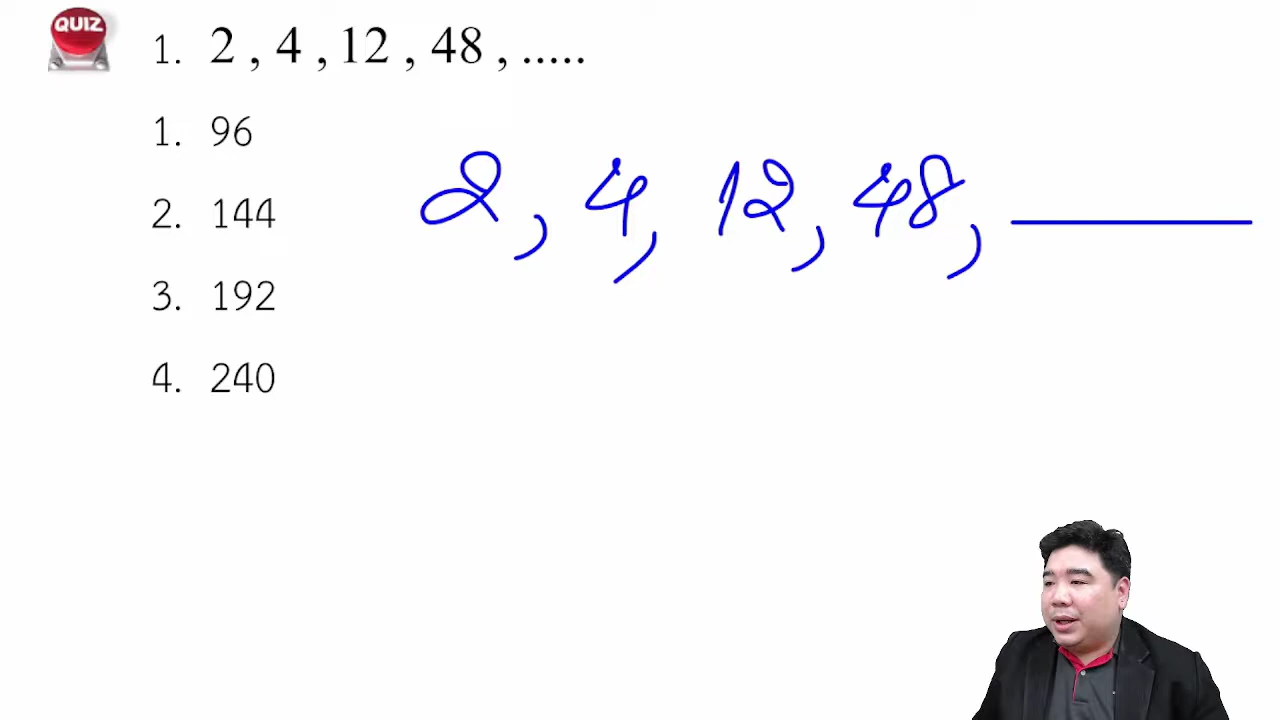 QUIZ
1. 2 , 4 , 12 , 48 , .....
1. 96
2. 144
3. 192
4. 240
2, 4, 12, 48, ______